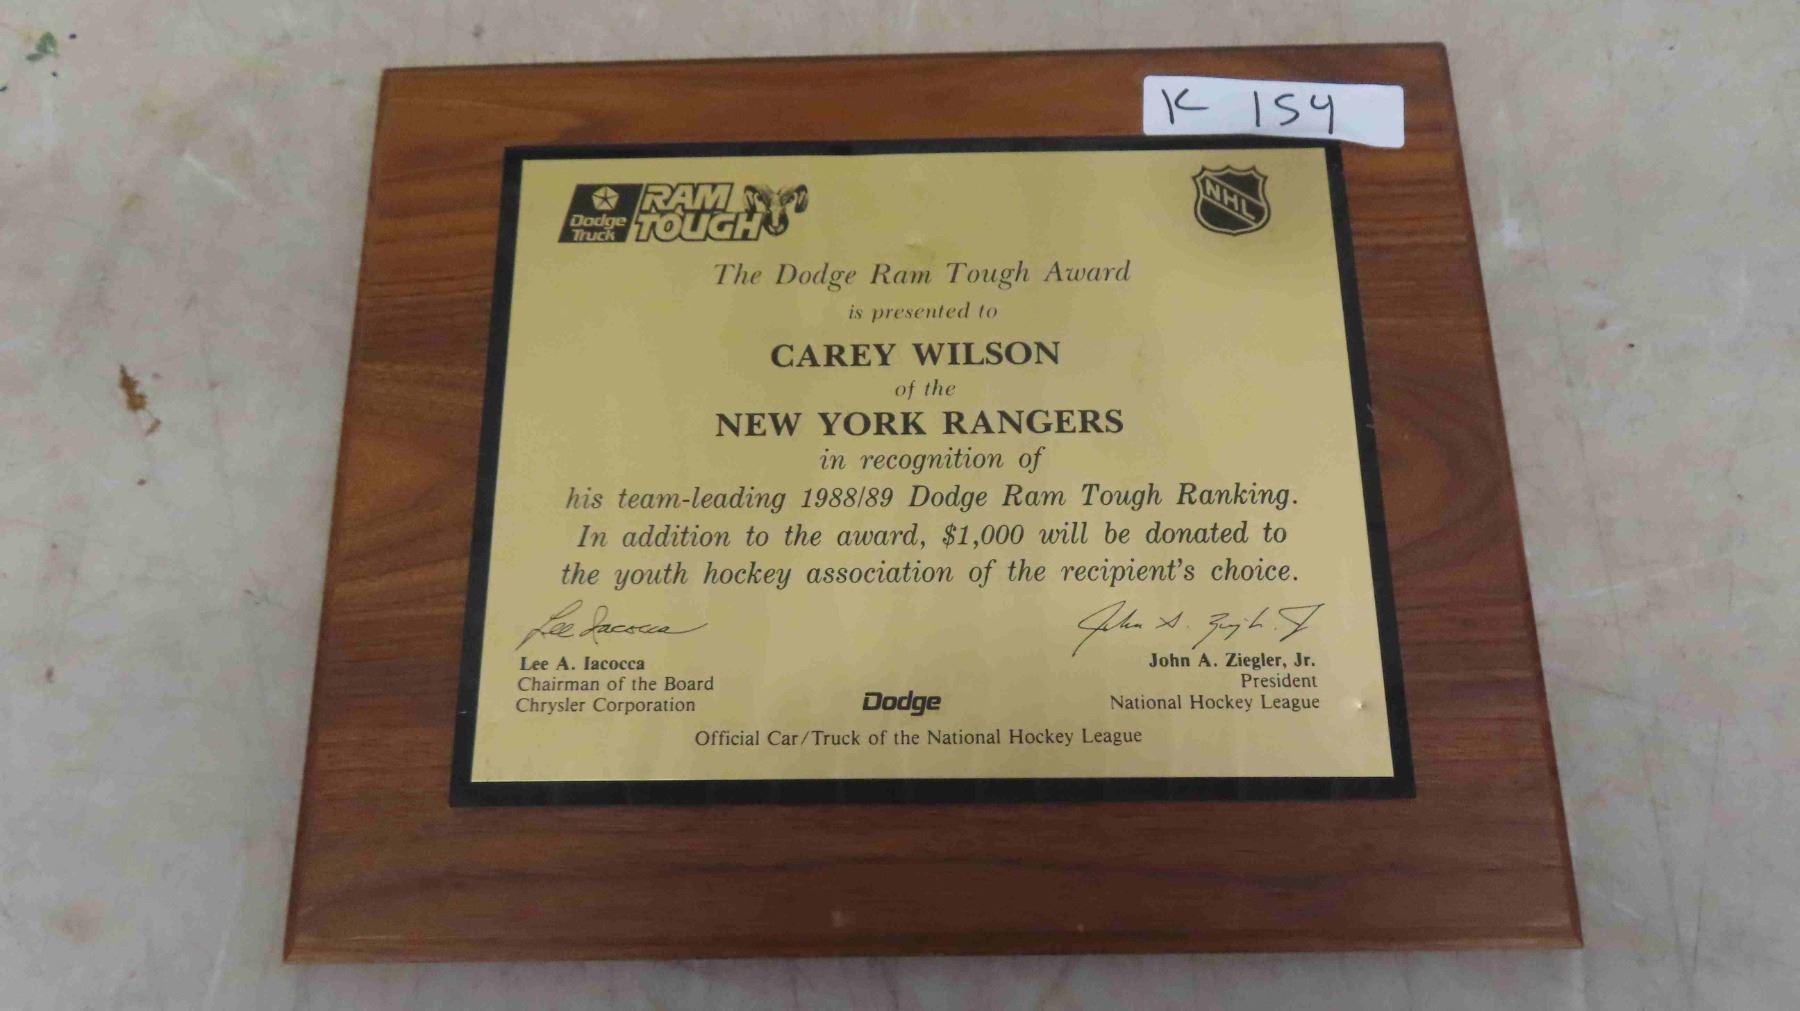 K 154
Dodge Truck
RAM TOUGH
NHL
The Dodge Ram Tough Award
is presented to
CAREY WILSON
of the
NEW YORK RANGERS
in recognition of
his team-leading 1988/89 Dodge Ram Tough Ranking.
In addition to the award, $1,000 will be donated to
the youth hockey association of the recipient's choice.
Lee Iacocca
Lee A. Iacocca
Chairman of the Board
Chrysler Corporation
John A. Ziegler, Jr.
President
National Hockey League
Dodge
Official Car/Truck of the National Hockey League